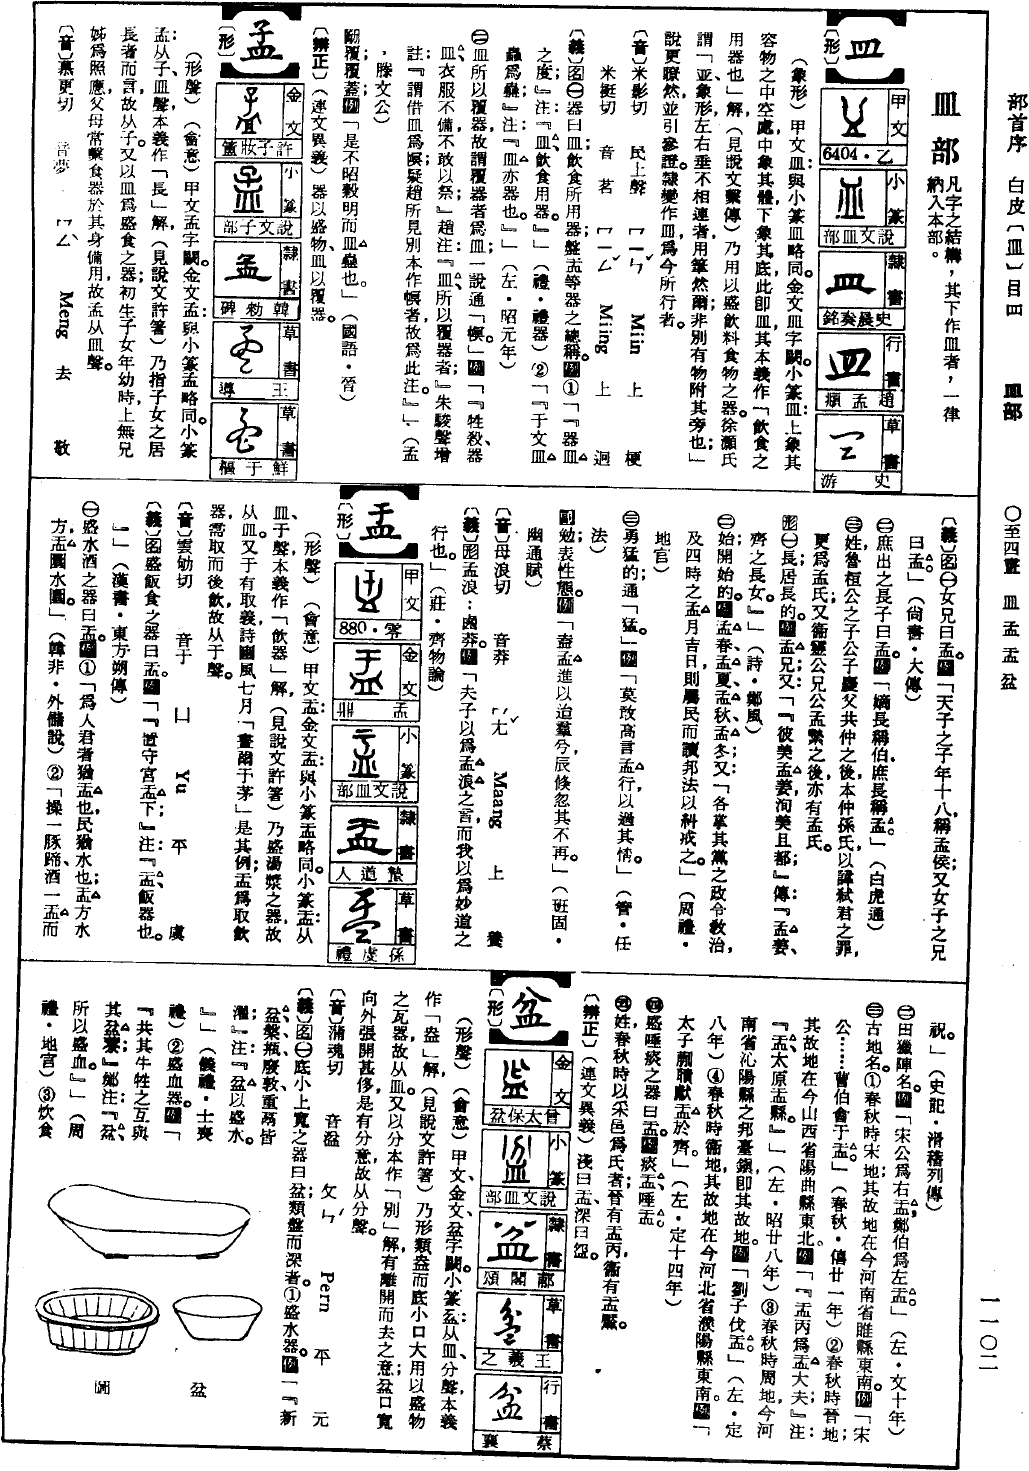 部首序　白皮〔皿〕目四　皿部　〇至四畫　皿孟盂盆　一一〇二
皿部　凡字之結構，其下作皿者，一律納入本部。
皿
〔形〕
甲文　6404・乙
小篆　說文皿部
隸書　史晨奏銘
行書　趙孟頫
草書　史游
（象形）甲文皿：與小篆皿略同。金文皿字闕。小篆皿：上象其
容物之中空處，中象其體，下象其底，此即皿；其本義作「飲食之
用器也」解（見說文繫傳）乃用以盛飲料食物之器。徐灝氏
謂「亚象形，左右垂不相連者，用筆然爾，非別有物附其旁也」；
說更瞭然，並引參證。隸變作皿，爲今所行者。
〔音〕米影切　民上聲　ㄇㄧㄣˇ　Miin　上　梗
米挺切　音茗　ㄇㄧㄥˇ　Miing　上　迥
〔義〕名㊀器曰皿；飲食所用器盤盂等器之總稱。例①「『器皿
之度』；注：『皿，飲食用器。』」（禮・禮器）②「『于文，皿
蟲爲蠱』；注：『皿亦器也。』」（左・昭元年）
㊁皿所以覆器，故謂覆器者爲皿；一說通「幎」。例「『牲殺器
皿，衣服不備，不敢以祭』；趙注：『皿，所以覆器者』；朱駿聲增
註：『謂借皿爲幎；疑趙所見別本作幎者，故爲此注。』」（孟
・滕文公）
動覆；覆蓋。例「是不昭穀明而皿蟲也。」（國語・晉）
〔辨正〕（連文異義）器以盛物，皿以覆器。
孟
〔形〕
金文　許子妝簠
小篆　說文子部
隸書　韓勑碑
草書　王導
草書　鮮于樞
（形聲）（會意）甲文孟字闕。金文孟：與小篆孟略同。小篆
孟：从子，皿聲，本義作「長」解（見說文許箸）乃指子女之居
長者而言，故从子。又以皿爲盛食之器，初生子女年幼時上無兄
姊爲照應，父母常繫食器於其身備用，故孟从皿聲。
〔音〕慕更切　音夢　ㄇㄥˋ　Meng　去　敬
〔義〕名㊀女兄曰孟。例「天子之子年十八稱孟侯；又女子之兄
曰孟。」（尙書・大傳）
㊁庶出之長子曰孟。例「嫡長稱伯，庶長稱孟。」（白虎通）
㊂姓。魯桓公之子公子慶父共仲之後，本仲孫氏，以諱弒君之罪，
更爲孟氏；又衞靈公兄公孟縶之後，亦有孟氏。
形㊀長；居長的。例孟兄。又「『彼美孟姜，洵美且都』；傳：『孟姜，
齊之長女。』」（詩・鄭風）
㊁始；開始的。例孟春、孟夏、孟秋、孟冬；又「各掌其黨之政令敎治，
及四時之孟月吉日，則屬民而讀邦法以糾戒之。」（周禮・
地官）
㊂勇猛的；通「猛」。例「莫敢高言孟行以過其情。」（管・任
法）
副勉；表性態。例「盍孟進以迨羣兮，辰倏忽其不再。」（班固・
幽通賦）
〔音〕母浪切　音莽　ㄇㄤˇ　Maang　上　養
〔義〕形孟浪：鹵莽。例「夫子以爲孟浪之言，而我以爲妙道之
行也。」（莊・齊物論）
盂
〔形〕
甲文　880・零
金文　盂鼎
小篆　說文皿部
隸書　墊道人
草書　孫虔禮
（形聲）（會意）甲文盂金文盂：與小篆盂略同。小篆盂：从
皿，于聲，本義作「飲器」解（見說文許箸）乃盛湯漿之器，故
从皿。又于有取義，詩豳風七月「晝爾于茅」是其例；盂爲取飲
器，需取而後飲，故从于聲。
〔音〕雲劬切　音于　ㄩˊ　Yu　平　虞
〔義〕名盛飯食之器曰盂。例「『置守宮盂下』；注：『盂，飯器也。
』」（漢書・東方朔傳）
㊀盛水酒之器曰盂。例①「爲人君者猶盂也，民猶水也；盂方水
方，盂圜水圜。」（韓非・外儲說）②「操一豚蹄，酒一盂而
祝。」（史記・滑稽列傳）
㊁田獵陣名。例「宋公爲右盂，鄭伯爲左盂。」（左・文十年）
㊂古地名。①春秋時宋地，其故地在今河南省睢縣東南。例「宋
公……曹伯會于盂。」（春秋・僖廿一年）②春秋時晉地；
其故地在今山西省陽曲縣東北。例「『盂丙爲盂大夫』；注：
『盂，太原盂縣。』」（左・昭廿八年）③春秋時周地，今河
南省沁陽縣之邦臺鎭，即其故地。例「劉子伐盂。」（左・定
八年）④春秋時衞地，其故地在今河北省濮陽縣東南。例「
太子蒯聵獻盂於齊。」（左・定十四年）
㊃盛唾痰之器曰盂。例痰盂、唾盂。
㊄姓。春秋時以采邑爲氏者，晉有盂丙，衞有盂黶。
〔辨正〕（連文異義）淺曰盂，深曰盌。
盆
〔形〕
金文　曾太保盆
小篆　說文皿部
隸書　郙閣頌
草書　王羲之
行書　蔡襄
（形聲）（會意）甲文、金文、盆字闕。小篆盆：从皿，分聲，本義
作「盎」解（見說文許箸）乃形類盎而底小口大用以盛物
之瓦器，故从皿。又以分本作「別」解，有離開而去之意，盆口寬
向外張開甚侈，是有分意，故从分聲。
〔音〕蒲魂切　音湓　ㄆㄣˊ　Pern　平　元
〔義〕名㊀底小上寬之器曰盆；類盤而深者。①盛水器。例「『新
盆、槃、瓶、廢敦、重鬲，皆
濯』；注：『盆以盛水。
』」（儀禮・士喪
禮）②盛血器。例「
『共其牛牲之互與
其盆簝』；鄭注：『盆，
所以盛血。』」（周
禮・地官）③炊食
盆
圖